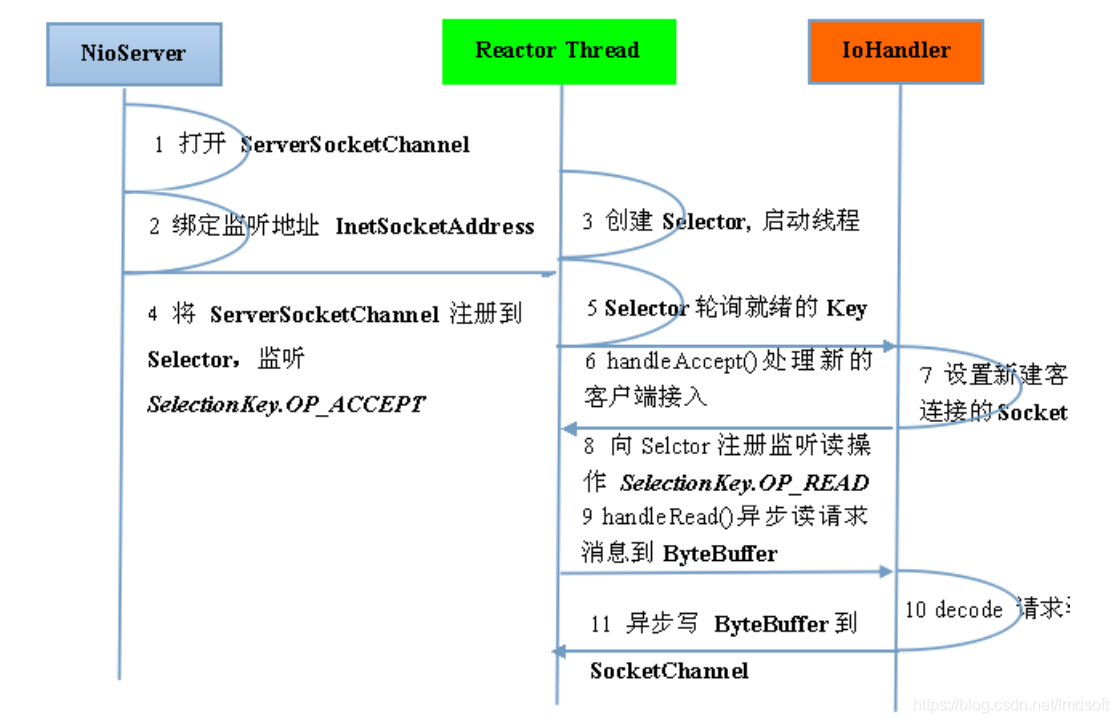 NioServer
Reactor Thread
IoHandler
1 打开 ServerSocketChannel
2 绑定监听地址 InetSocketAddress
3 创建 Selector, 启动线程
4 将 ServerSocketChannel 注册到
Selector，监听
SelectionKey.OP_ACCEPT
5 Selector 轮询就绪的 Key
6 handleAccept()处理新的
客户端接入
7 设置新建客
连接的 Socket
8 向 Selctor 注册监听读操
作 SelectionKey.OP_READ
9 handleRead()异步读请求
消息到 ByteBuffer
10 decode 请求
11 异步写 ByteBuffer 到
SocketChannel
https://blog.csdn.net/lmdsoft